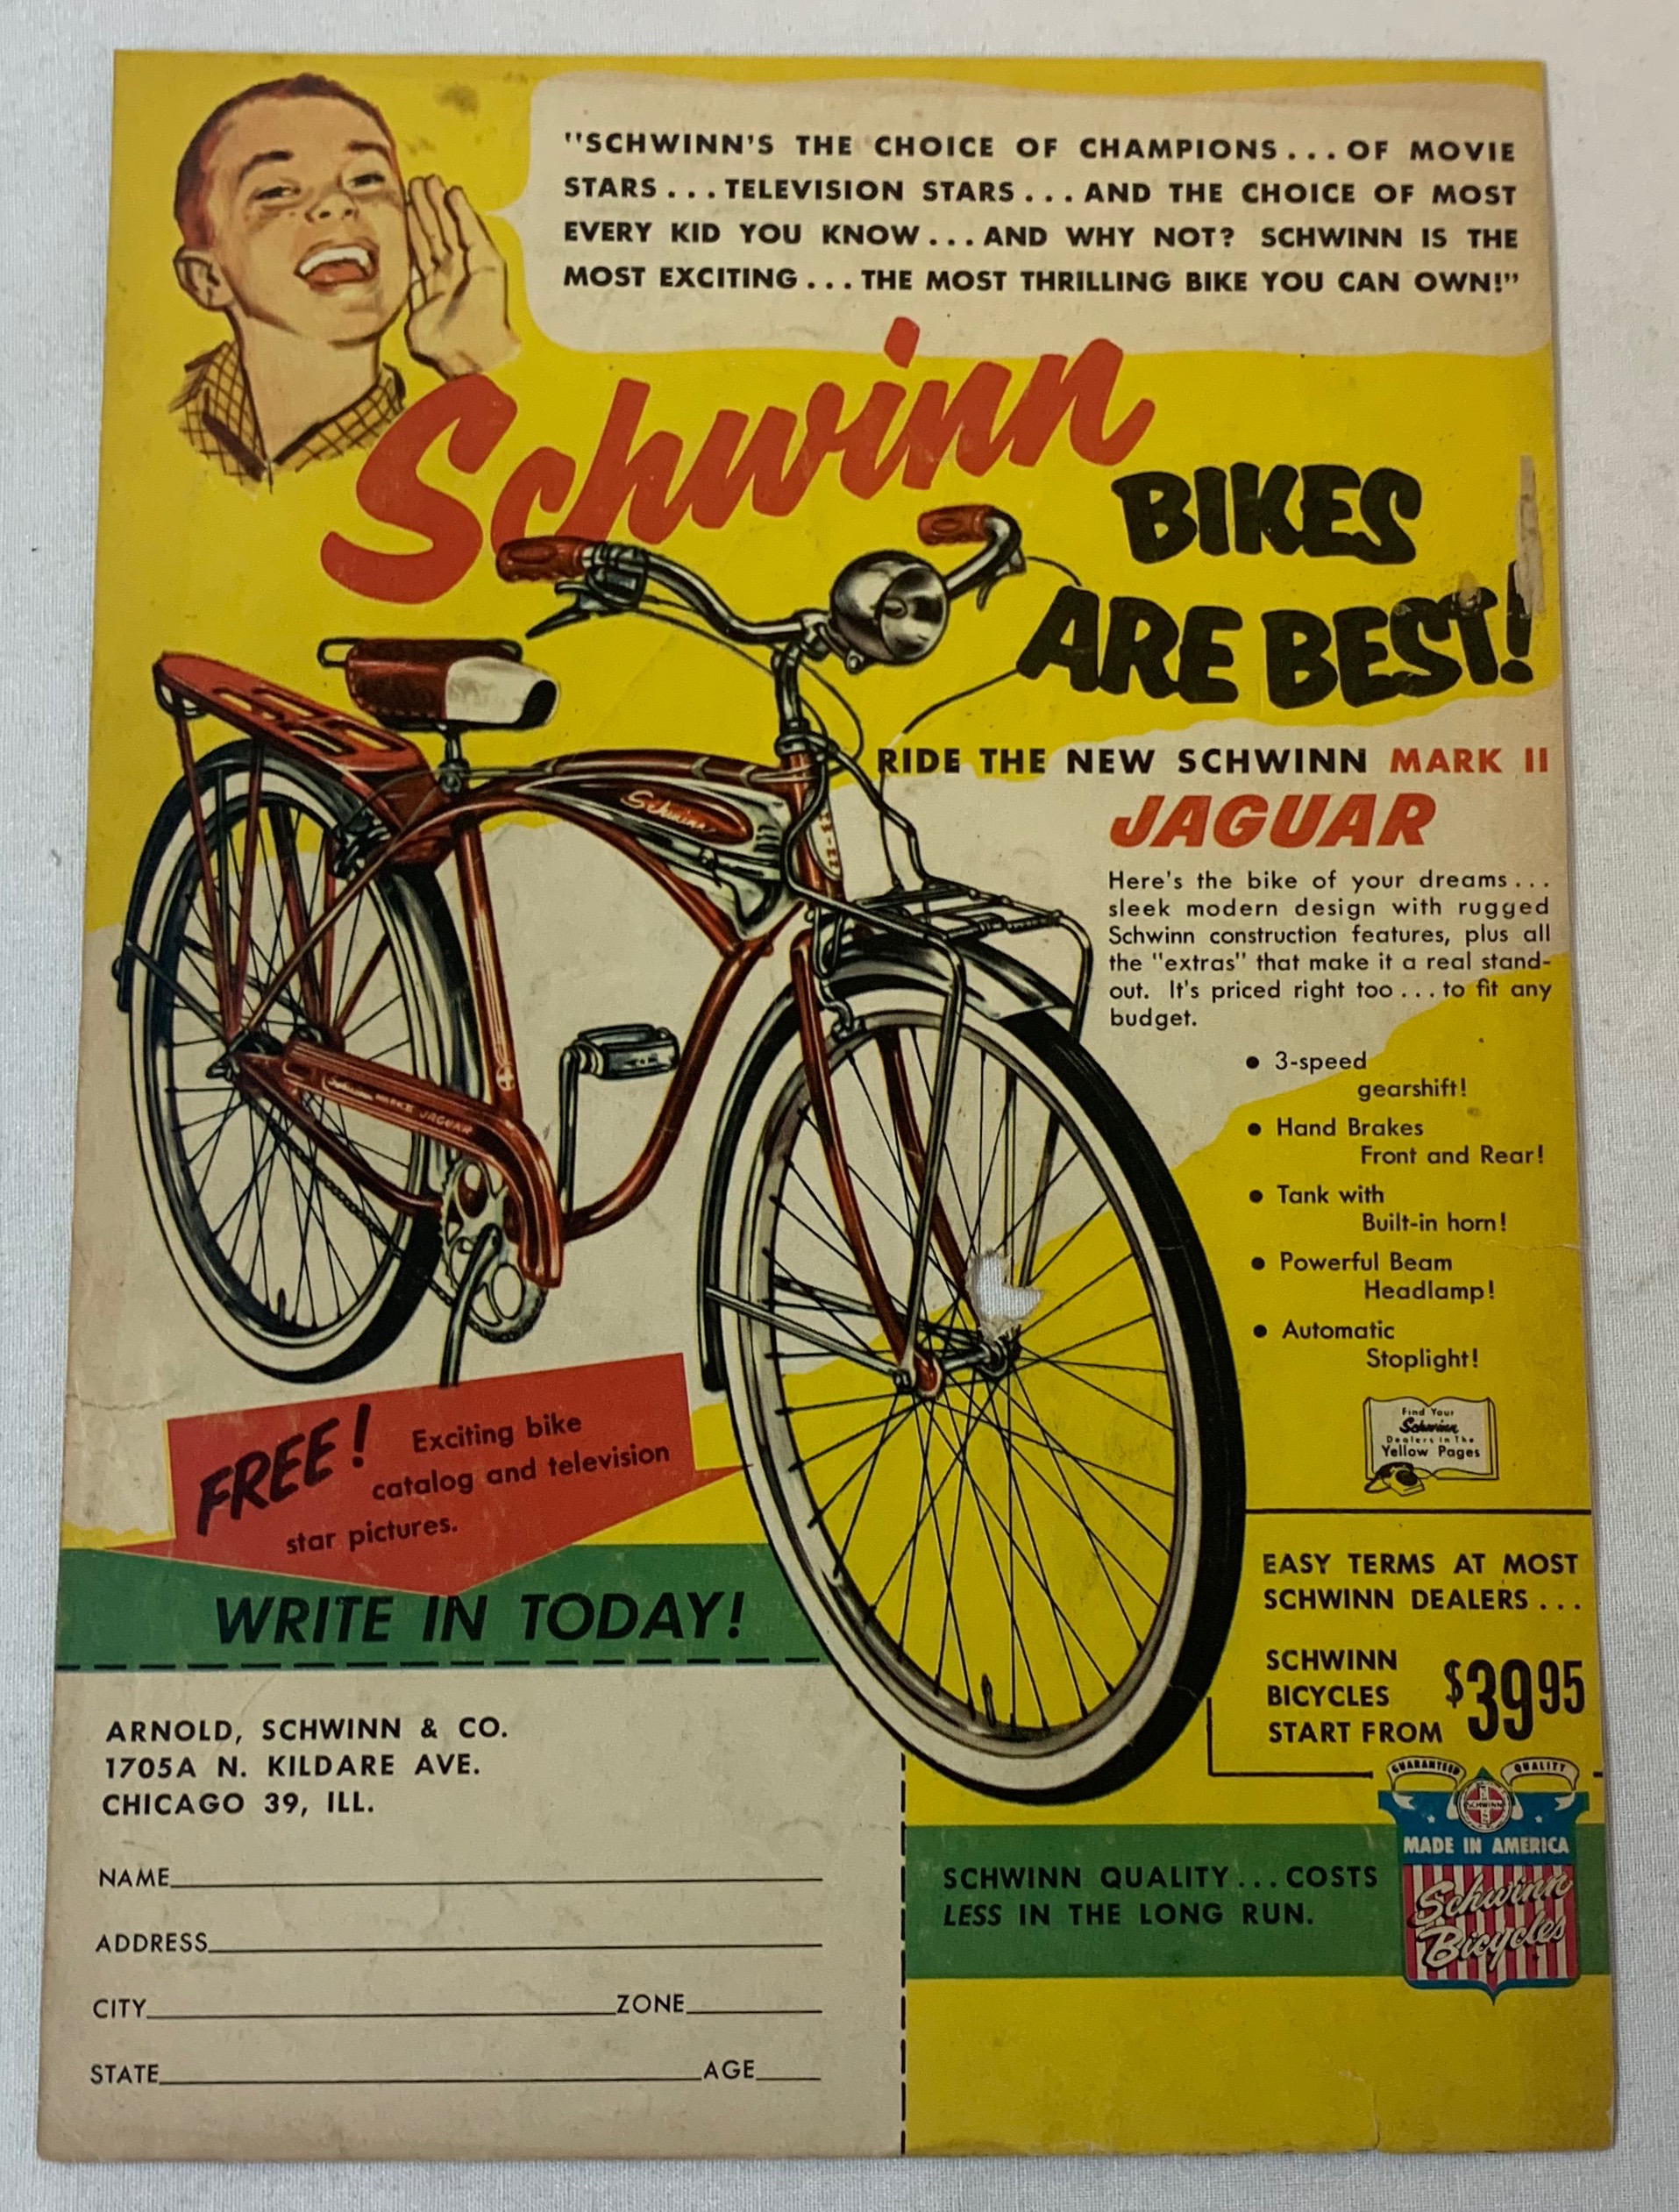 "SCHWINN'S THE CHOICE OF CHAMPIONS...OF MOVIE
STARS...TELEVISION STARS...AND THE CHOICE OF MOST
EVERY KID YOU KNOW...AND WHY NOT? SCHWINN IS THE
MOST EXCITING...THE MOST THRILLING BIKE YOU CAN OWN!"
Schwinn
BIKES
ARE BEST!
RIDE THE NEW SCHWINN MARK II
JAGUAR
Schwinn
Here's the bike of your dreams...
sleek modern design with rugged
Schwinn construction features, plus all
the "extras" that make it a real stand-
out. It's priced right too...to fit any
budget.
• 3-speed
gearshift!
• Hand Brakes
Front and Rear!
• Tank with
Built-in horn!
• Powerful Beam
Headlamp!
• Automatic
Stoplight!
JAGUAR
Find Your
Schwinn
Dealers In The
Yellow Pages
FREE! Exciting bike
catalog and television
star pictures.
WRITE IN TODAY!
EASY TERMS AT MOST
SCHWINN DEALERS...
SCHWINN
BICYCLES
START FROM
$39 95
ARNOLD, SCHWINN & CO.
1705A N. KILDARE AVE.
CHICAGO 39, ILL.
NAME
ADDRESS
CITY ZONE
STATE AGE
SCHWINN QUALITY...COSTS
LESS IN THE LONG RUN.
GUARANTEED QUALITY
SCHWINN
MADE IN AMERICA
Schwinn
Bicycles